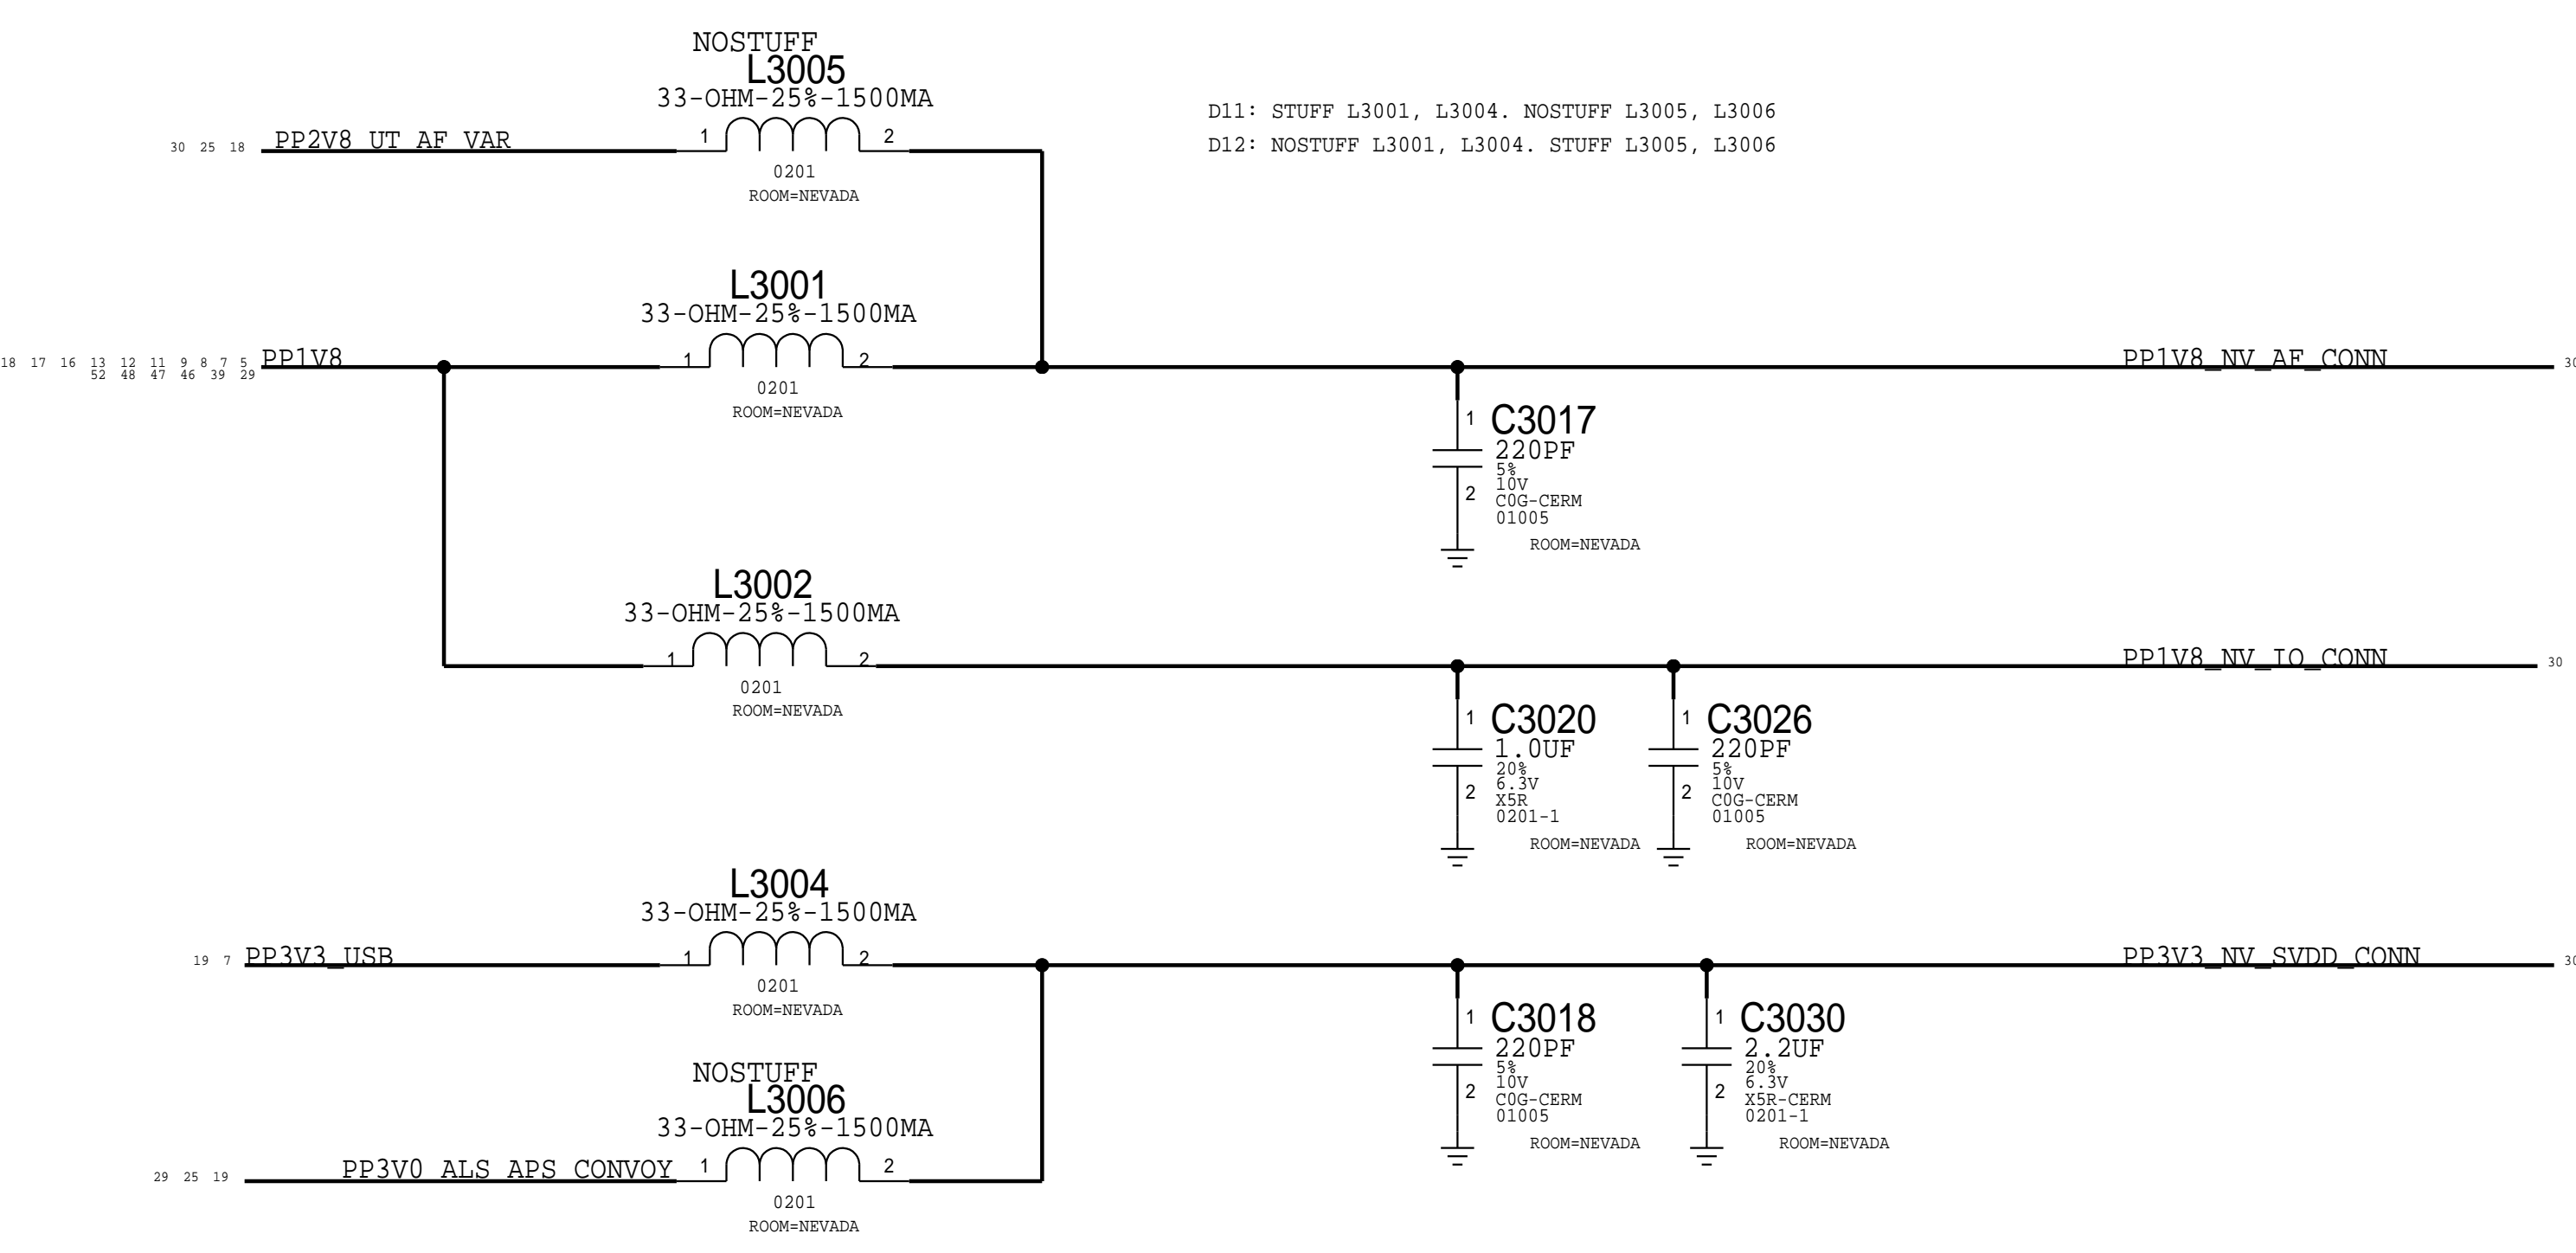 NOSTUFF
L3005
33-OHM-25%-1500MA
D11: STUFF L3001, L3004. NOSTUFF L3005, L3006
30 25 18 PP2V8_UT_AF_VAR 1 2
D12: NOSTUFF L3001, L3004. STUFF L3005, L3006
0201
ROOM=NEVADA
L3001
33-OHM-25%-1500MA
18 17 16 13 12 11 9 8 7 5 PP1V8 1 2 PP1V8_NV_AF_CONN 30
52 48 47 46 39 29
0201
ROOM=NEVADA
1 C3017
220PF
5%
10V
2 C0G-CERM
01005
ROOM=NEVADA
L3002
33-OHM-25%-1500MA
1 2 PP1V8_NV_IO_CONN 30
0201
ROOM=NEVADA
1 C3020
1.0UF
20%
6.3V
2 X5R
0201-1
ROOM=NEVADA
1 C3026
220PF
5%
10V
2 C0G-CERM
01005
ROOM=NEVADA
L3004
33-OHM-25%-1500MA
19 7 PP3V3_USB 1 2 PP3V3_NV_SVDD_CONN 30
0201
ROOM=NEVADA
1 C3018
220PF
5%
10V
2 C0G-CERM
01005
ROOM=NEVADA
1 C3030
2.2UF
20%
6.3V
2 X5R-CERM
0201-1
ROOM=NEVADA
NOSTUFF
L3006
33-OHM-25%-1500MA
29 25 19 PP3V0_ALS_APS_CONVOY 1 2
0201
ROOM=NEVADA